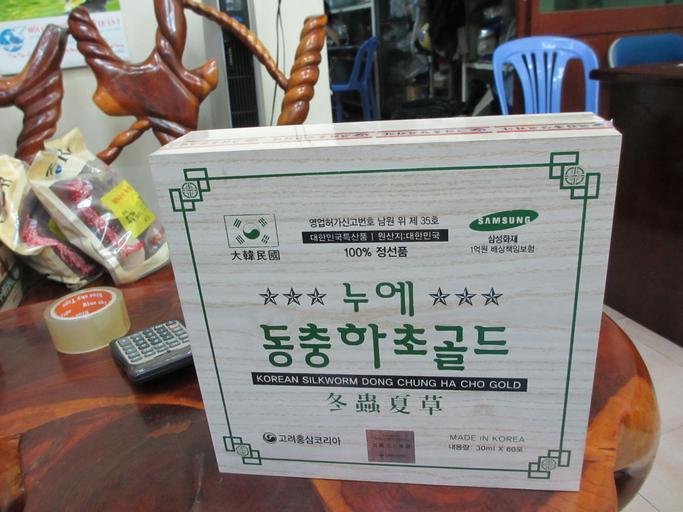 영업허가신고번호 남원 위 제 35호
대한민국특산품 | 원산지:대한민국
100% 정선품
大韓民國
SAMSUNG
삼성화재
1억원 배상책임보험
누에
동충하초골드
KOREAN SILKWORM DONG CHUNG HA CHO GOLD
冬蟲夏草
고려홍삼코리아
MADE IN KOREA
내용량: 30ml X 60포